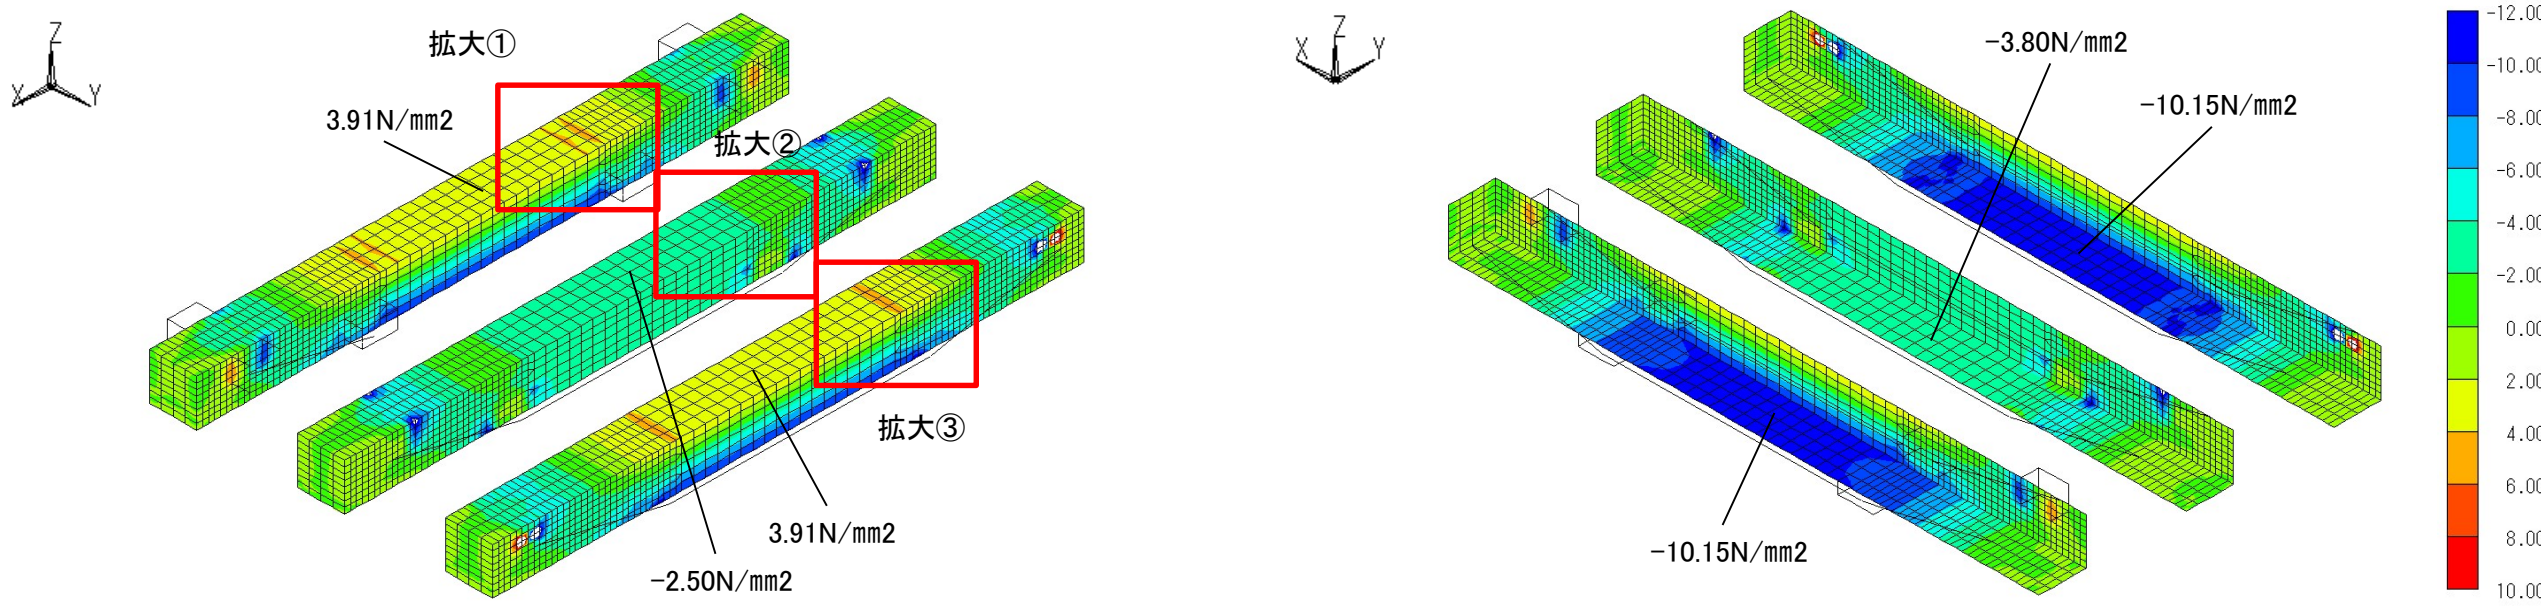 Z
X
Y
拡大①
3.91N/mm2
拡大②
拡大③
3.91N/mm2
-2.50N/mm2
Z
X
Y
-3.80N/mm2
-10.15N/mm2
-10.15N/mm2
-12.00
-10.00
-8.00
-6.00
-4.00
-2.00
0.00
2.00
4.00
6.00
8.00
10.00